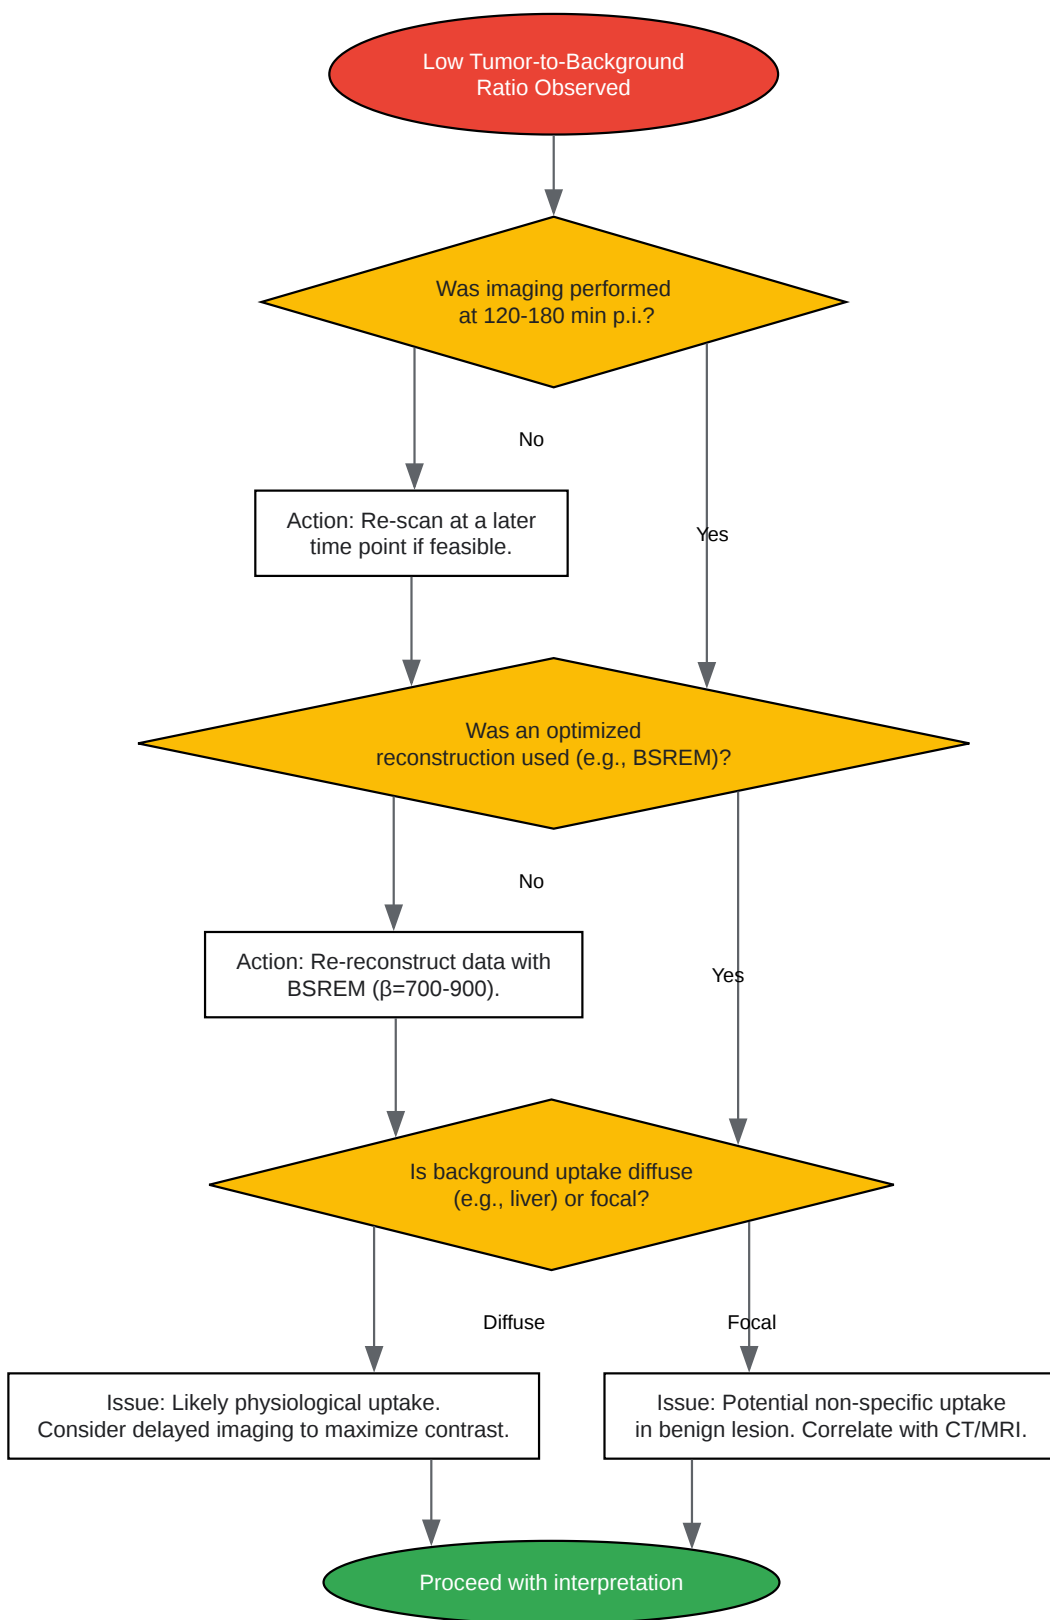 Low Tumor-to-Background
Ratio Observed
Was imaging performed
at 120-180 min p.i.?
No
Action: Re-scan at a later
time point if feasible.
Yes
Was an optimized
reconstruction used (e.g., BSREM)?
No
Action: Re-reconstruct data with
BSREM (β=700-900).
Yes
Is background uptake diffuse
(e.g., liver) or focal?
Diffuse
Focal
Issue: Likely physiological uptake.
Consider delayed imaging to maximize contrast.
Issue: Potential non-specific uptake
in benign lesion. Correlate with CT/MRI.
Proceed with interpretation